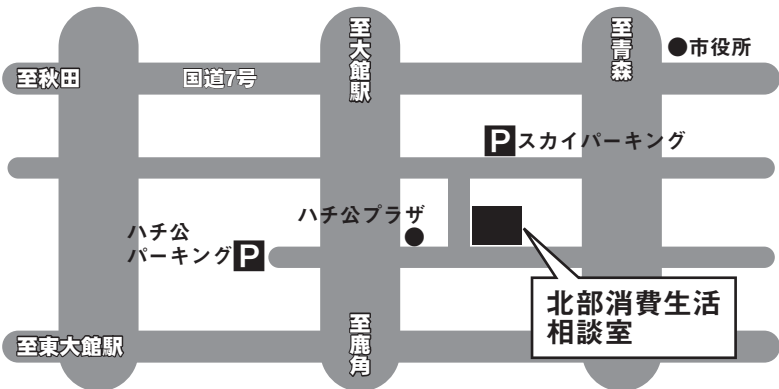 至大館駅
至青森
●市役所
至秋田
国道7号
P スカイパーキング
ハチ公プラザ
ハチ公
パーキング P
北部消費生活
相談室
至東大館駅
至鹿角